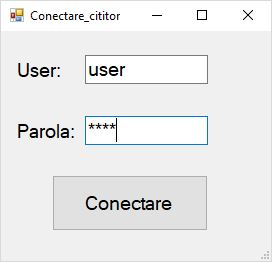 Conectare_cititor
User: user
Parola: ****
Conectare